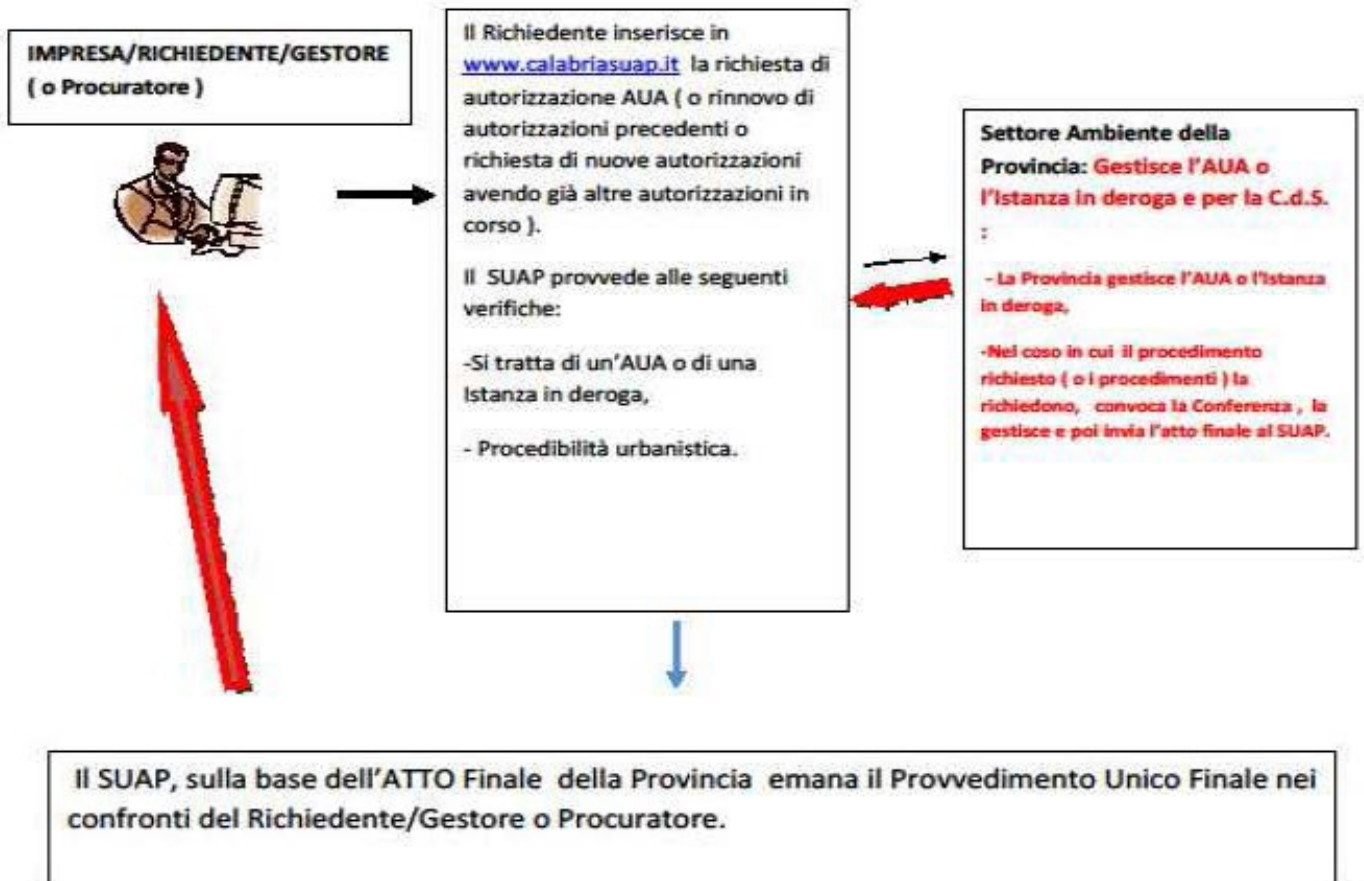 IMPRESA/RICHIEDENTE/GESTORE
( o Procuratore )
Il Richiedente inserisce in
www.calabriasuap.it la richiesta di
autorizzazione AUA ( o rinnovo di
autorizzazioni precedenti o
richiesta di nuove autorizzazioni
avendo già altre autorizzazioni in
corso ).
Il SUAP provvede alle seguenti
verifiche:
-Si tratta di un'AUA o di una
Istanza in deroga,
- Procedibilità urbanistica.
Settore Ambiente della
Provincia: Gestisce l'AUA o
l'Istanza in deroga e per la C.d.S.
:
- La Provincia gestisce l'AUA o l'Istanza
in deroga,
-Nel coso in cui il procedimento
richiesto ( o i procedimenti ) la
richiedono, convoca la Conferenza , la
gestisce e poi invia l'atto finale al SUAP.
Il SUAP, sulla base dell'ATTO Finale della Provincia emana il Provvedimento Unico Finale nei
confronti del Richiedente/Gestore o Procuratore.